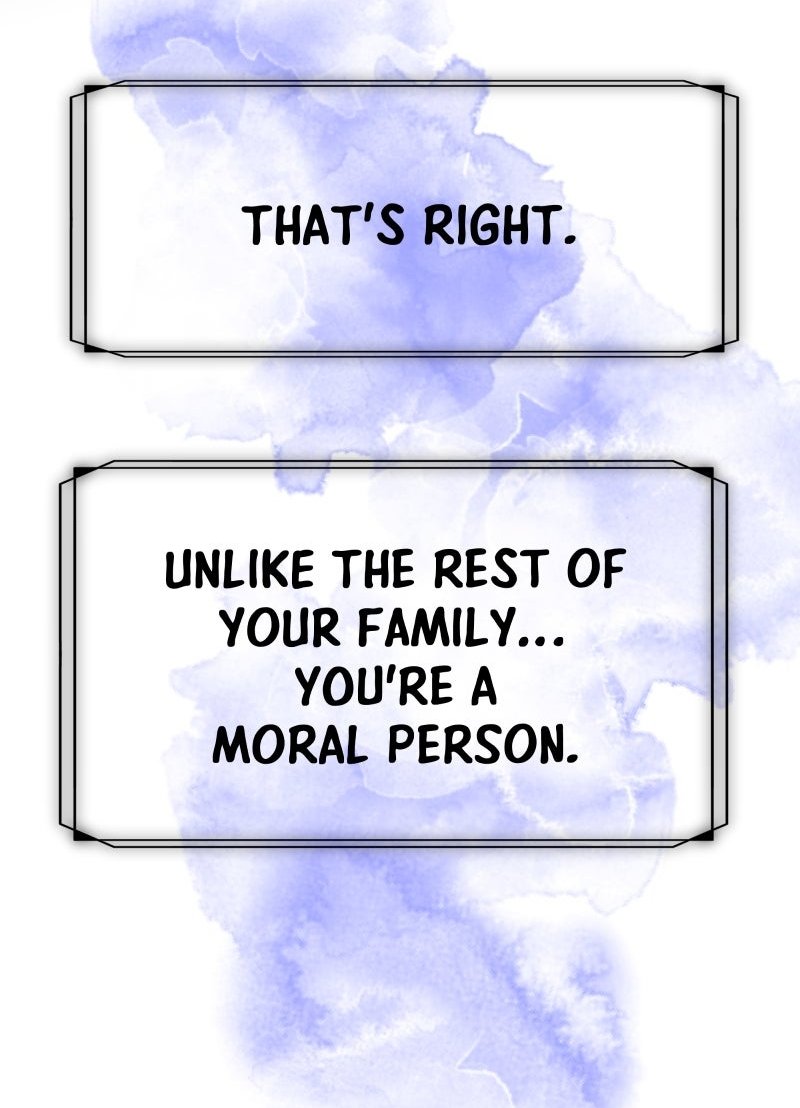 THAT'S RIGHT.
UNLIKE THE REST OF
YOUR FAMILY...
YOU'RE A
MORAL PERSON.